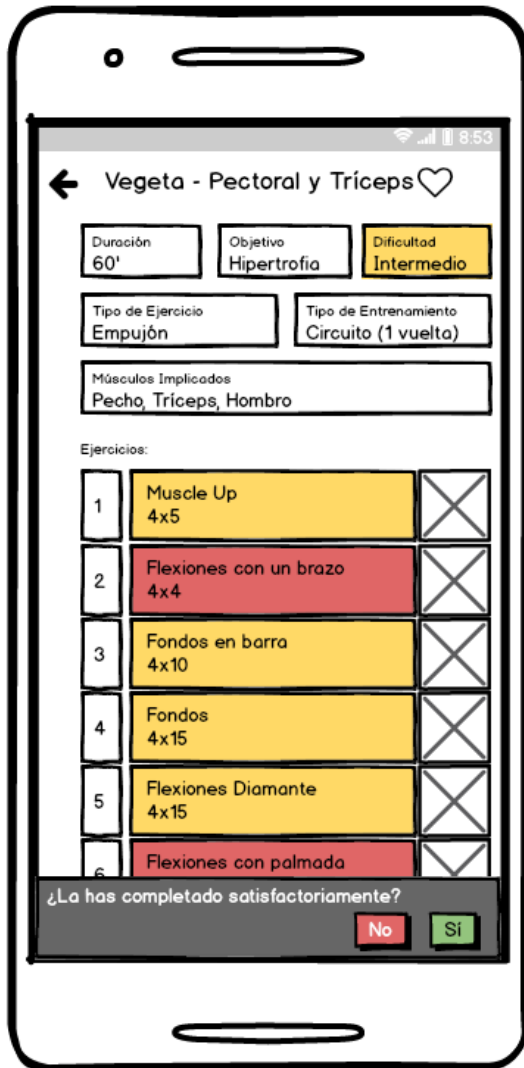 8:53
Vegeta - Pectoral y Tríceps
Duración
60'
Objetivo
Hipertrofia
Dificultad
Intermedio
Tipo de Ejercicio
Empujón
Tipo de Entrenamiento
Circuito (1 vuelta)
Músculos Implicados
Pecho, Tríceps, Hombro
Ejercicios:
1
Muscle Up
4x5
2
Flexiones con un brazo
4x4
3
Fondos en barra
4x10
4
Fondos
4x15
5
Flexiones Diamante
4x15
6
Flexiones con palmada
¿La has completado satisfactoriamente?
No
Sí